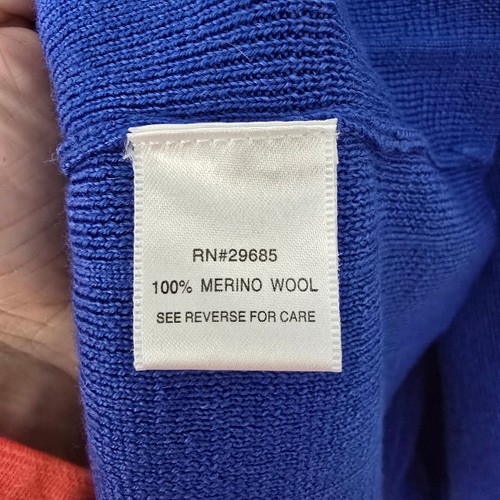 RN#29685
100% MERINO WOOL
SEE REVERSE FOR CARE